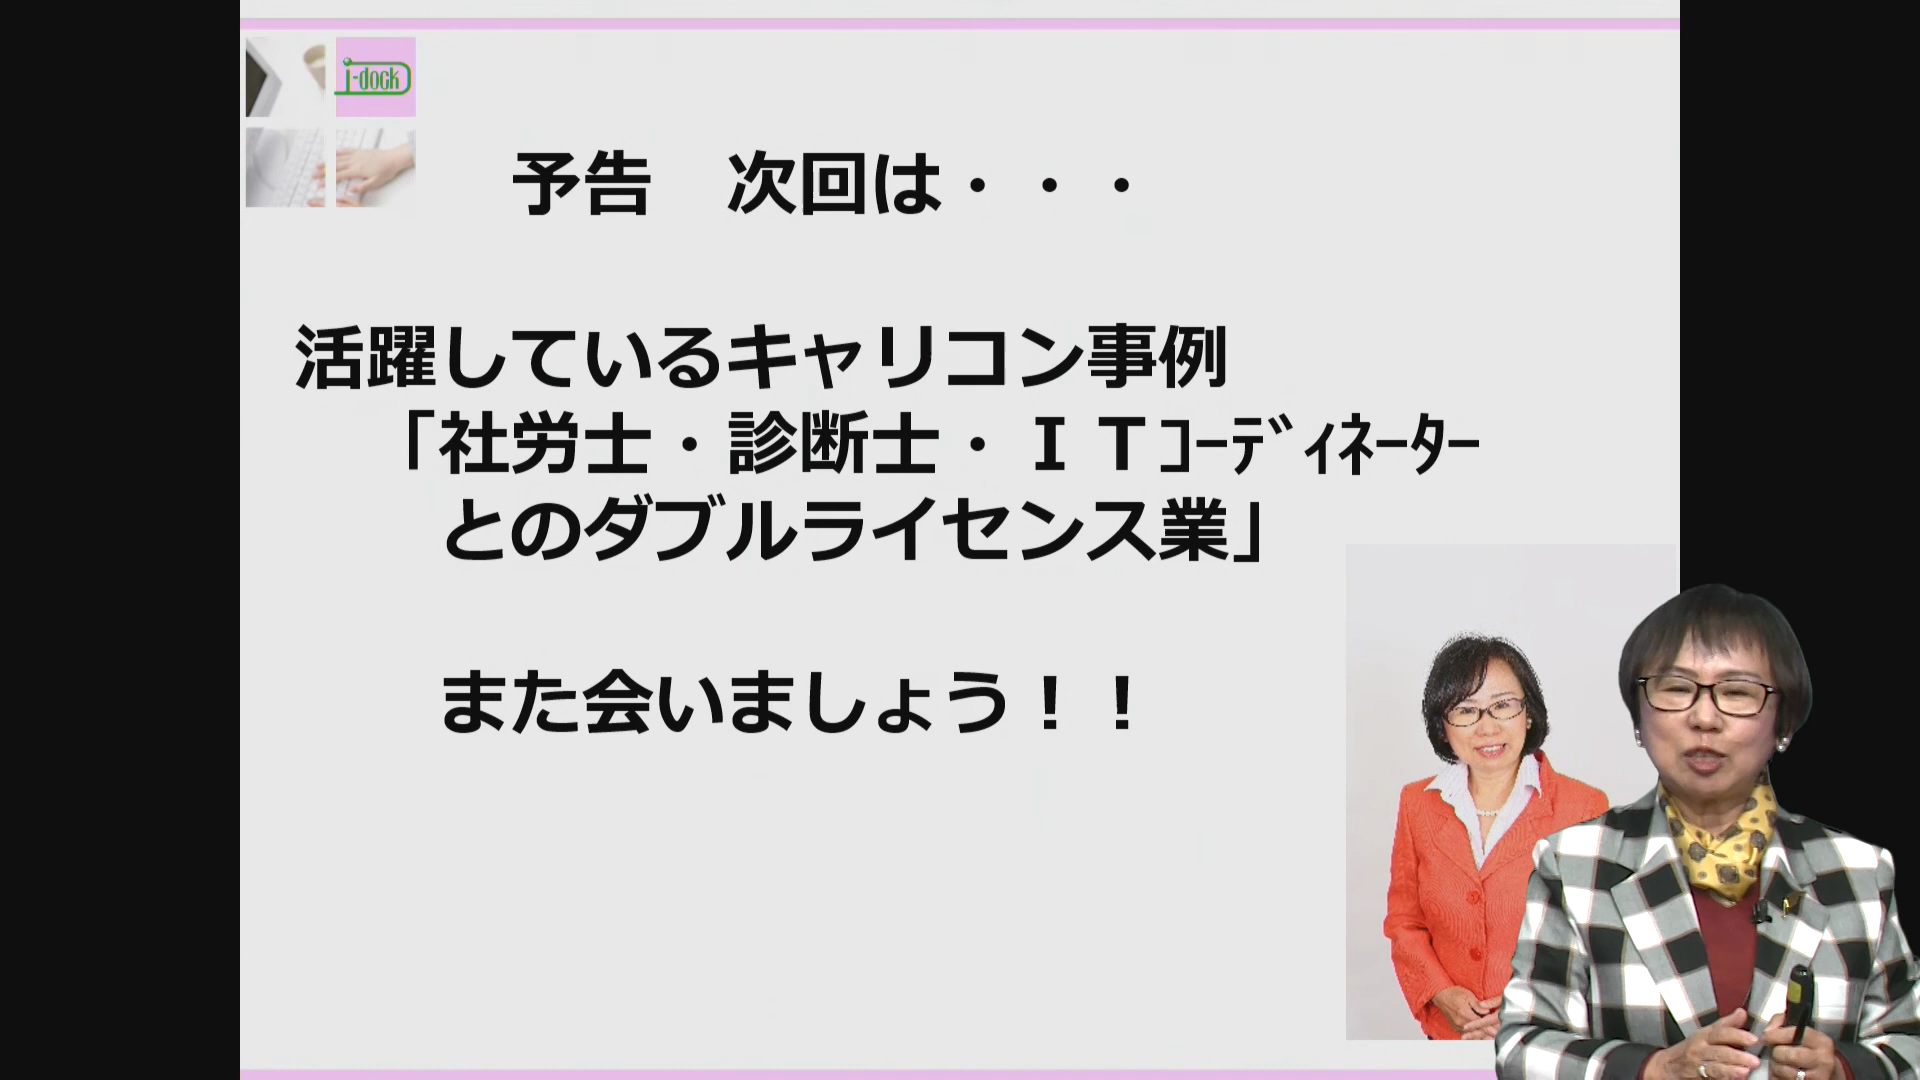 i-dock
予告　次回は・・・
活躍しているキャリコン事例
「社労士・診断士・ＩＴｺｰﾃﾞｨﾈｰﾀｰ
とのダブルライセンス業」
また会いましょう！！